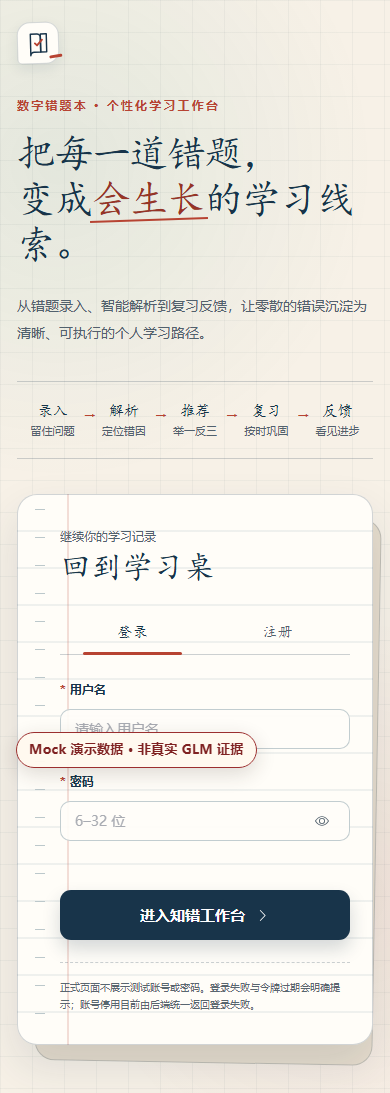 数字错题本 • 个性化学习工作台
把每一道错题，
变成会生长的学习线
索。
从错题录入、智能解析到复习反馈，让零散的错误沉淀为
清晰、可执行的个人学习路径。
录入 → 解析 → 推荐 → 复习 → 反馈
留住问题 定位错因 举一反三 按时巩固 看见进步
继续你的学习记录
回到学习桌
登录 注册
* 用户名
请输入用户名
Mock 演示数据 • 非真实 GLM 证据
* 密码
6–32 位
进入知错工作台
正式页面不展示测试账号或密码。登录失败与令牌过期会明确提
示；账号停用目前由后端统一返回登录失败。